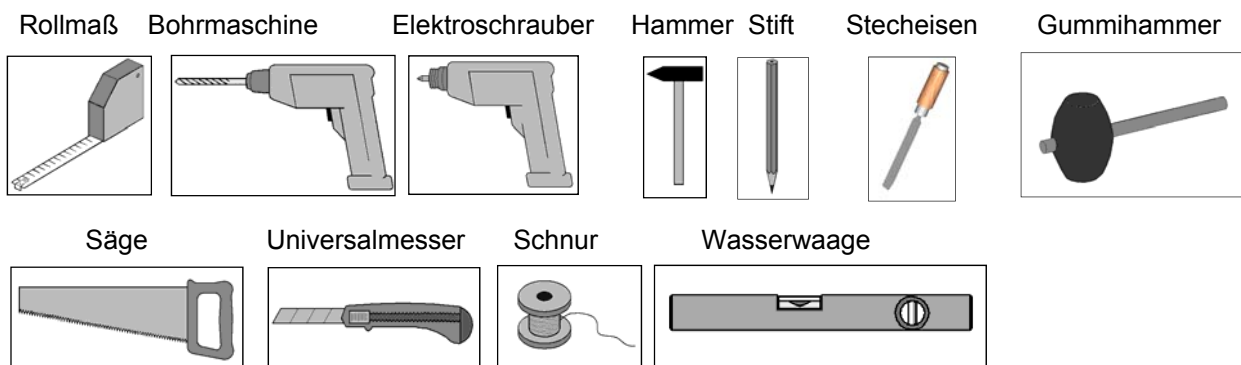 Rollmaß Bohrmaschine Elektroschrauber Hammer Stift Stecheisen Gummihammer
Säge Universalmesser Schnur Wasserwaage